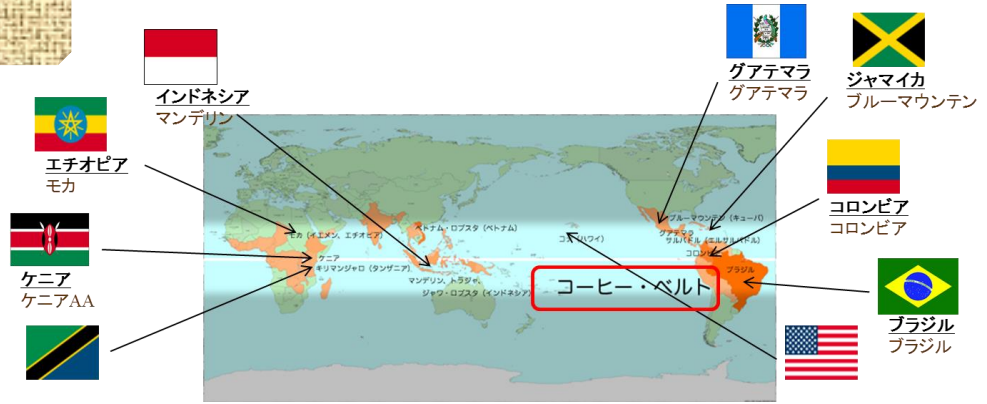 インドネシア
マンデリン
エチオピア
モカ
ケニア
ケニアAA
グアテマラ
グアテマラ
ジャマイカ
ブルーマウンテン
コロンビア
コロンビア
ブラジル
ブラジル
モカ（イエメン、エチオピア）
ケニア
キリマンジャロ（タンザニア）
ベトナム・ロブスタ（ベトナム）
マンデリン、トラジャ、
ジャワ・ロブスタ（インドネシア）
コナ（ハワイ）
ブルーマウンテン（キューバ）
グアテマラ
サルバドル（エルサルバドル）
コロンビ
ブラジル
コーヒー・ベルト